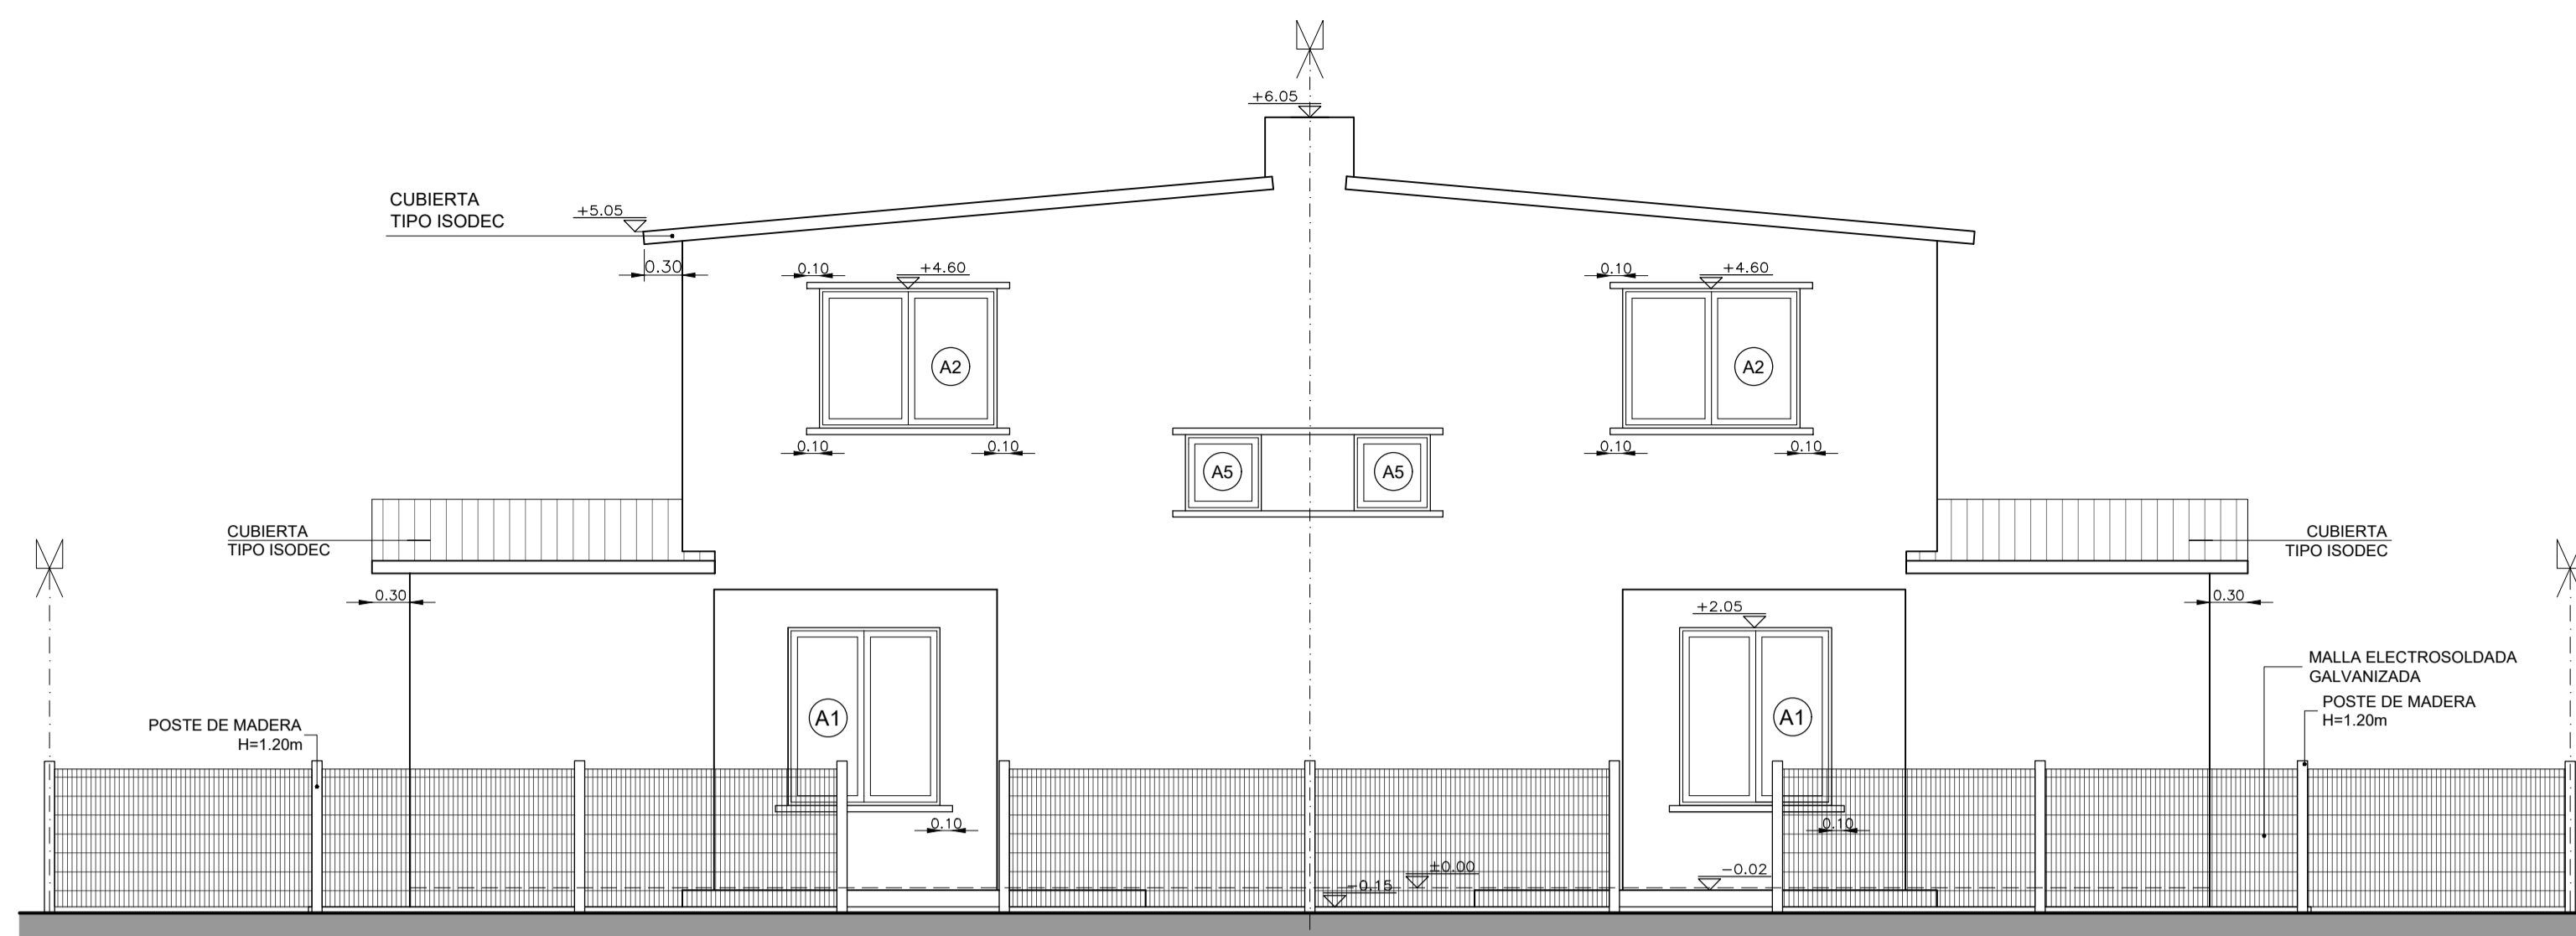 +6.05
CUBIERTA
TIPO ISODEC
+5.05
0.30
0.10
+4.60
0.10
+4.60
A2
A2
0.10
0.10
0.10
0.10
A5
A5
CUBIERTA
TIPO ISODEC
CUBIERTA
TIPO ISODEC
0.30
0.30
+2.05
MALLA ELECTROSOLDADA
GALVANIZADA
POSTE DE MADERA
H=1.20m
POSTE DE MADERA
H=1.20m
A1
A1
0.10
0.10
±0.00
-0.02
-0.15